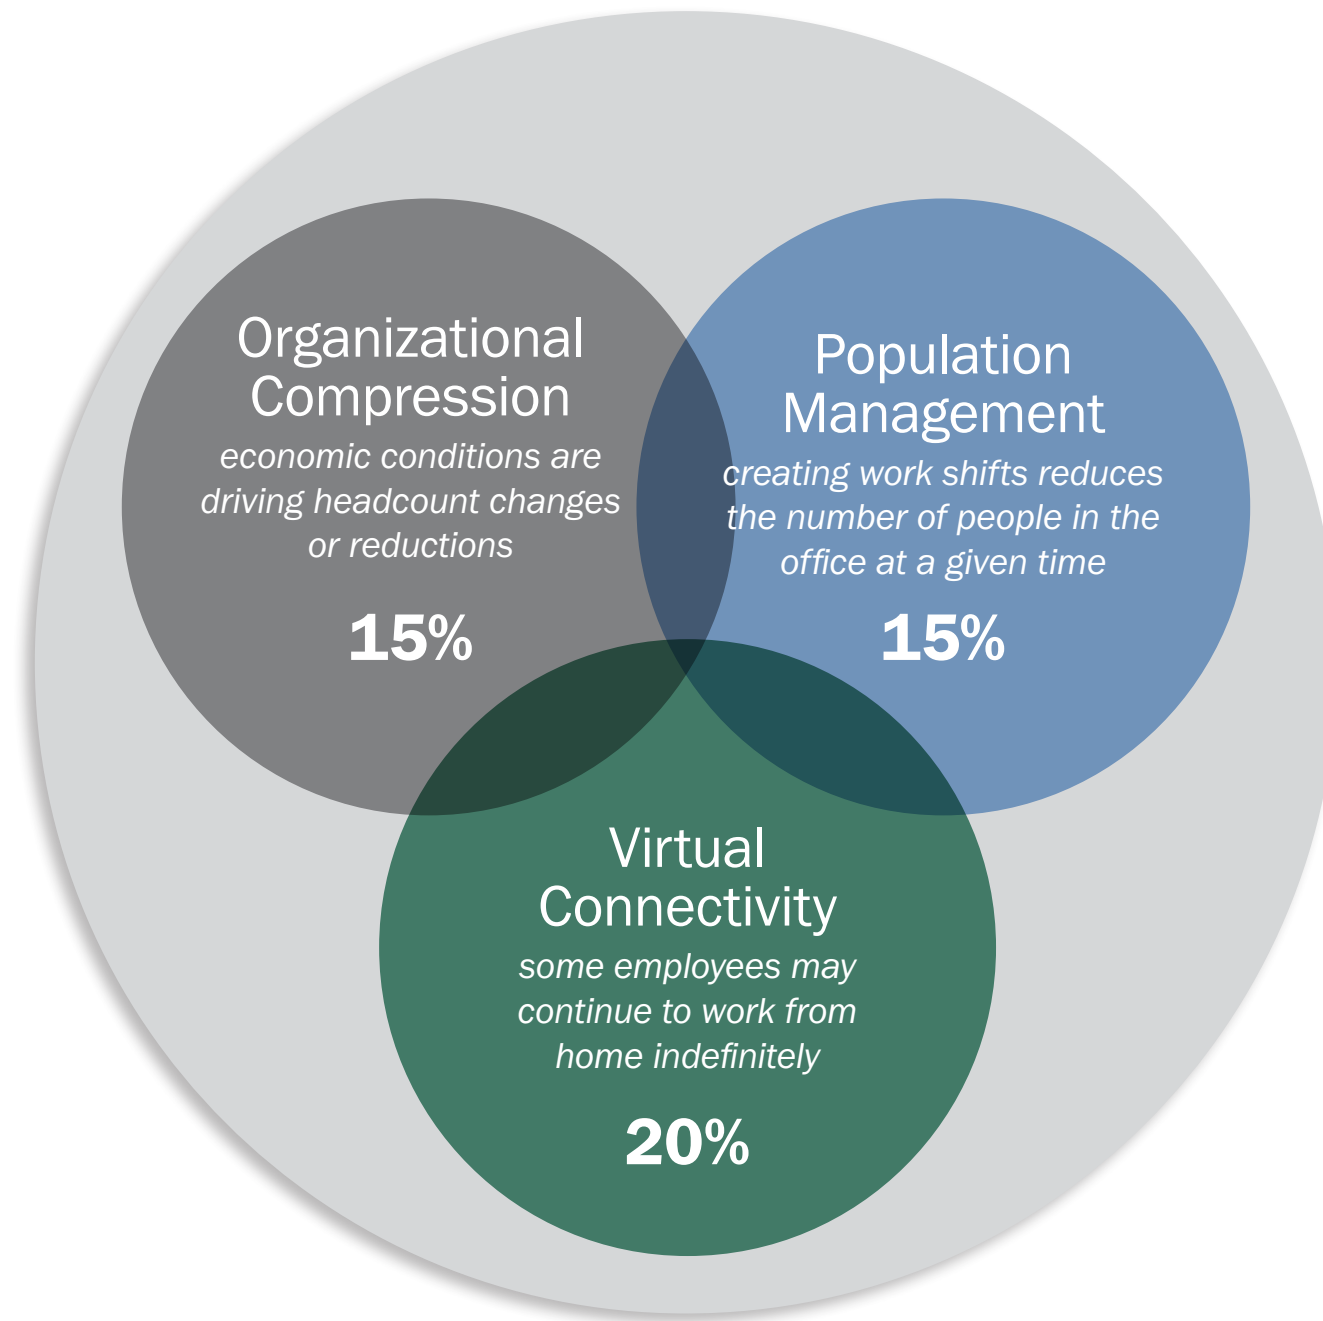 Organizational
Compression
economic conditions are
driving headcount changes
or reductions
15%
Population
Management
creating work shifts reduces
the number of people in the
office at a given time
15%
Virtual
Connectivity
some employees may
continue to work from
home indefinitely
20%